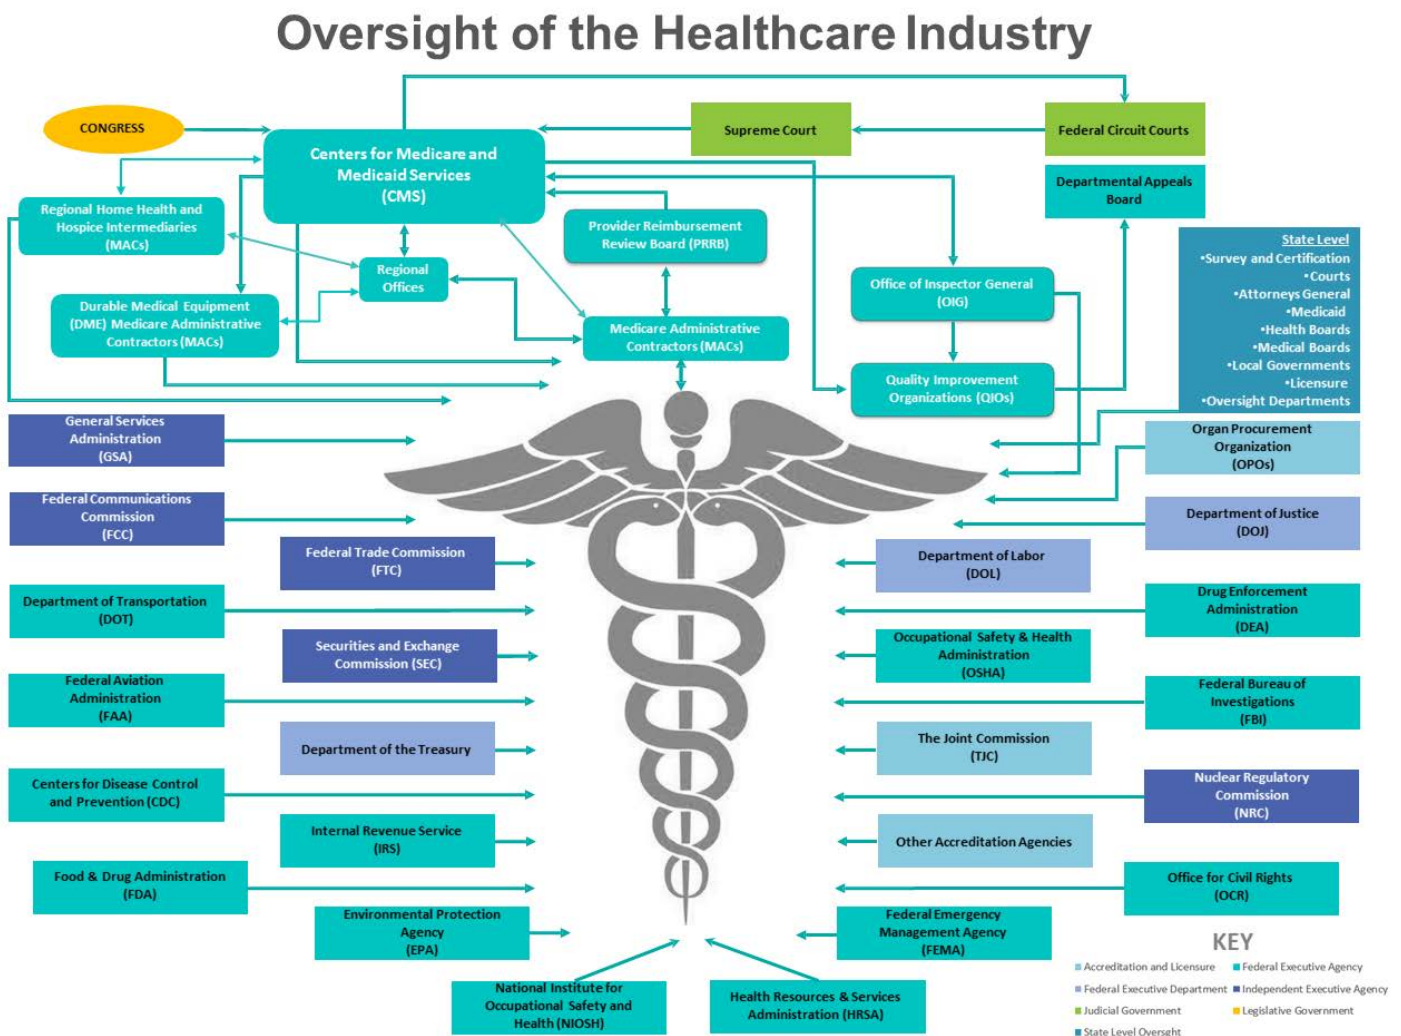 Oversight of the Healthcare Industry
CONGRESS
Supreme Court
Federal Circuit Courts
Centers for Medicare and
Medicaid Services
(CMS)
Departmental Appeals
Board
Regional Home Health and
Hospice Intermediaries
(MACs)
Provider Reimbursement
Review Board (PRRB)
Regional
Offices
Office of Inspector General
(OIG)
State Level
•Survey and Certification
•Courts
•Attorneys General
•Medicaid
•Health Boards
•Medical Boards
•Local Governments
•Licensure
•Oversight Departments
Durable Medical Equipment
(DME) Medicare Administrative
Contractors (MACs)
Medicare Administrative
Contractors (MACs)
Quality Improvement
Organizations (QIOs)
General Services
Administration
(GSA)
Organ Procurement
Organization
(OPOs)
Federal Communications
Commission
(FCC)
Department of Justice
(DOJ)
Federal Trade Commission
(FTC)
Department of Labor
(DOL)
Department of Transportation
(DOT)
Drug Enforcement
Administration
(DEA)
Securities and Exchange
Commission (SEC)
Occupational Safety & Health
Administration
(OSHA)
Federal Aviation
Administration
(FAA)
Federal Bureau of
Investigations
(FBI)
Department of the Treasury
The Joint Commission
(TJC)
Centers for Disease Control
and Prevention (CDC)
Nuclear Regulatory
Commission
(NRC)
Internal Revenue Service
(IRS)
Other Accreditation Agencies
Food & Drug Administration
(FDA)
Office for Civil Rights
(OCR)
Environmental Protection
Agency
(EPA)
Federal Emergency
Management Agency
(FEMA)
National Institute for
Occupational Safety and
Health (NIOSH)
Health Resources & Services
Administration (HRSA)
KEY
Accreditation and Licensure
Federal Executive Agency
Federal Executive Department
Independent Executive Agency
Judicial Government
Legislative Government
State Level Oversght